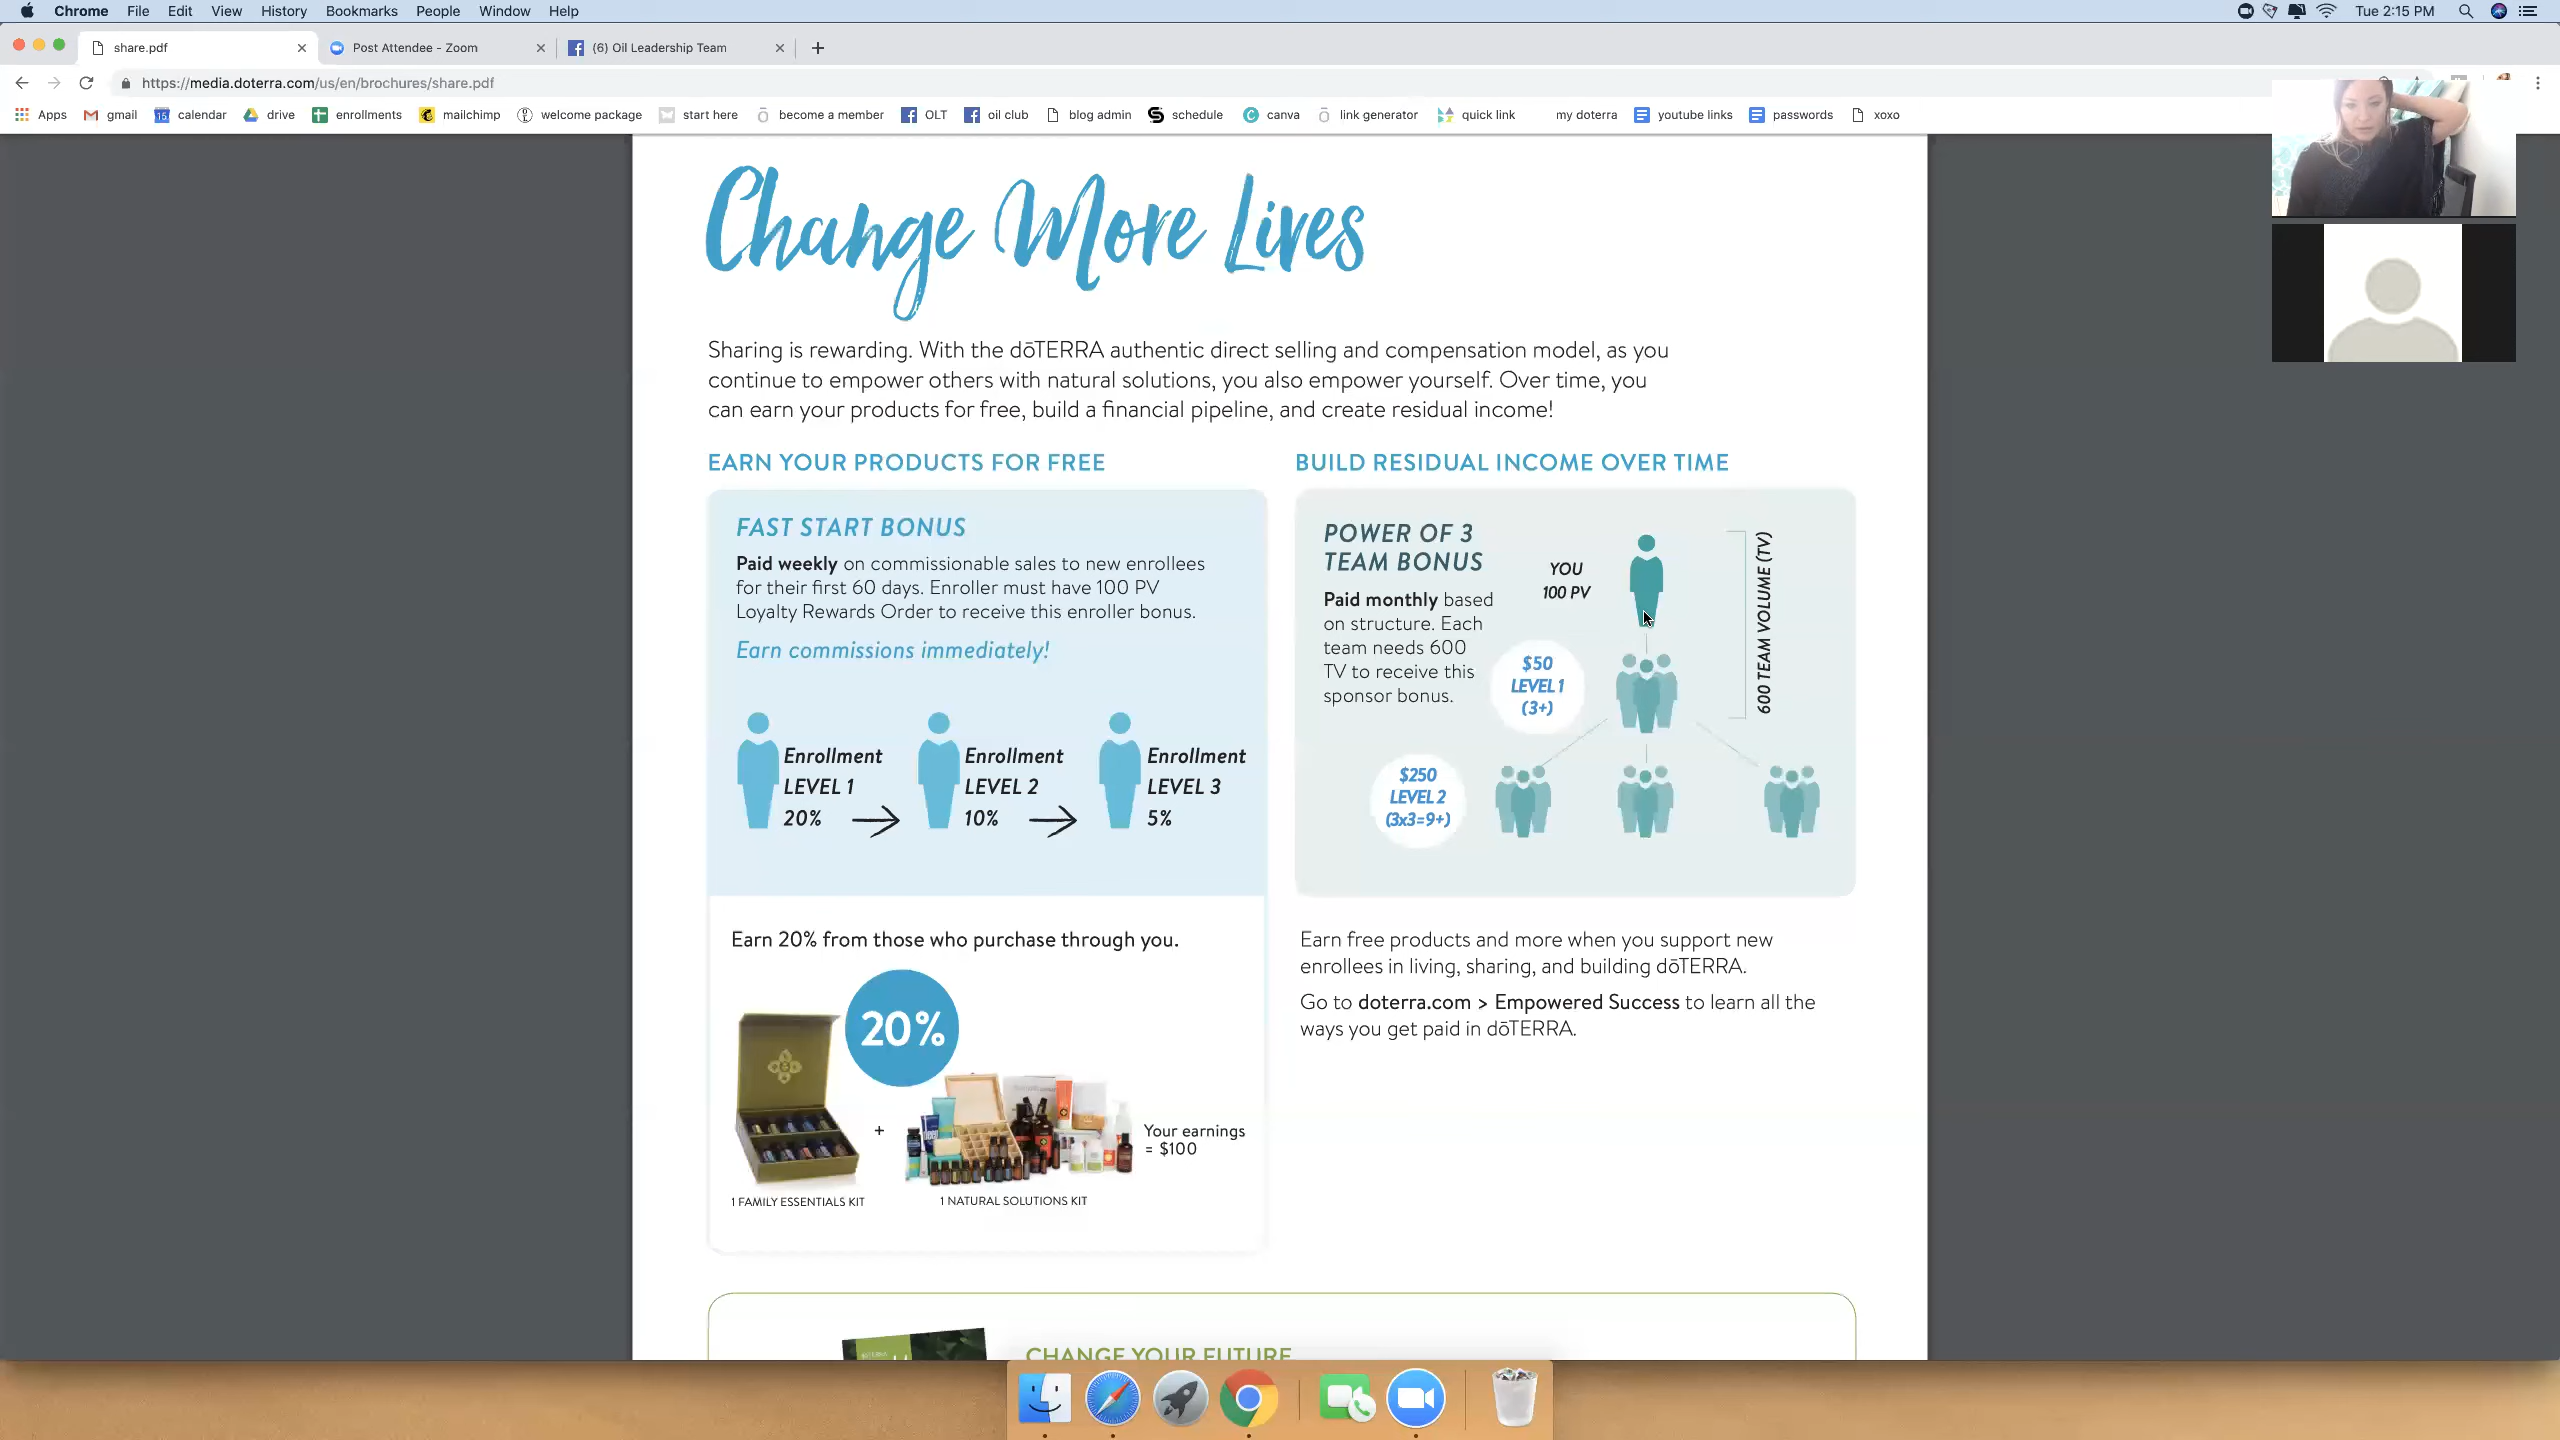 Chrome File Edit View History Bookmarks People Window Help Tue 2:15 PM
share.pdf Post Attendee - Zoom (6) Oil Leadership Team
https://media.doterra.com/us/en/brochures/share.pdf
Apps gmail calendar drive enrollments mailchimp welcome package start here become a member OLT oil club blog admin schedule canva link generator quick link my doterra youtube links passwords xoxo
Change More Lives
Sharing is rewarding. With the dōTERRA authentic direct selling and compensation model, as you
continue to empower others with natural solutions, you also empower yourself. Over time, you
can earn your products for free, build a financial pipeline, and create residual income!
EARN YOUR PRODUCTS FOR FREE
FAST START BONUS
Paid weekly on commissionable sales to new enrollees
for their first 60 days. Enroller must have 100 PV
Loyalty Rewards Order to receive this enroller bonus.
Earn commissions immediately!
Enrollment
LEVEL 1
20%
Enrollment
LEVEL 2
10%
Enrollment
LEVEL 3
5%
Earn 20% from those who purchase through you.
20%
+
Your earnings
= $100
1 FAMILY ESSENTIALS KIT
1 NATURAL SOLUTIONS KIT
BUILD RESIDUAL INCOME OVER TIME
POWER OF 3
TEAM BONUS
Paid monthly based
on structure. Each
team needs 600
TV to receive this
sponsor bonus.
YOU
100 PV
600 TEAM VOLUME (TV)
$50
LEVEL 1
(3+)
$250
LEVEL 2
(3x3=9+)
Earn free products and more when you support new
enrollees in living, sharing, and building dōTERRA.
Go to doterra.com > Empowered Success to learn all the
ways you get paid in dōTERRA.
CHANGE YOUR FUTURE